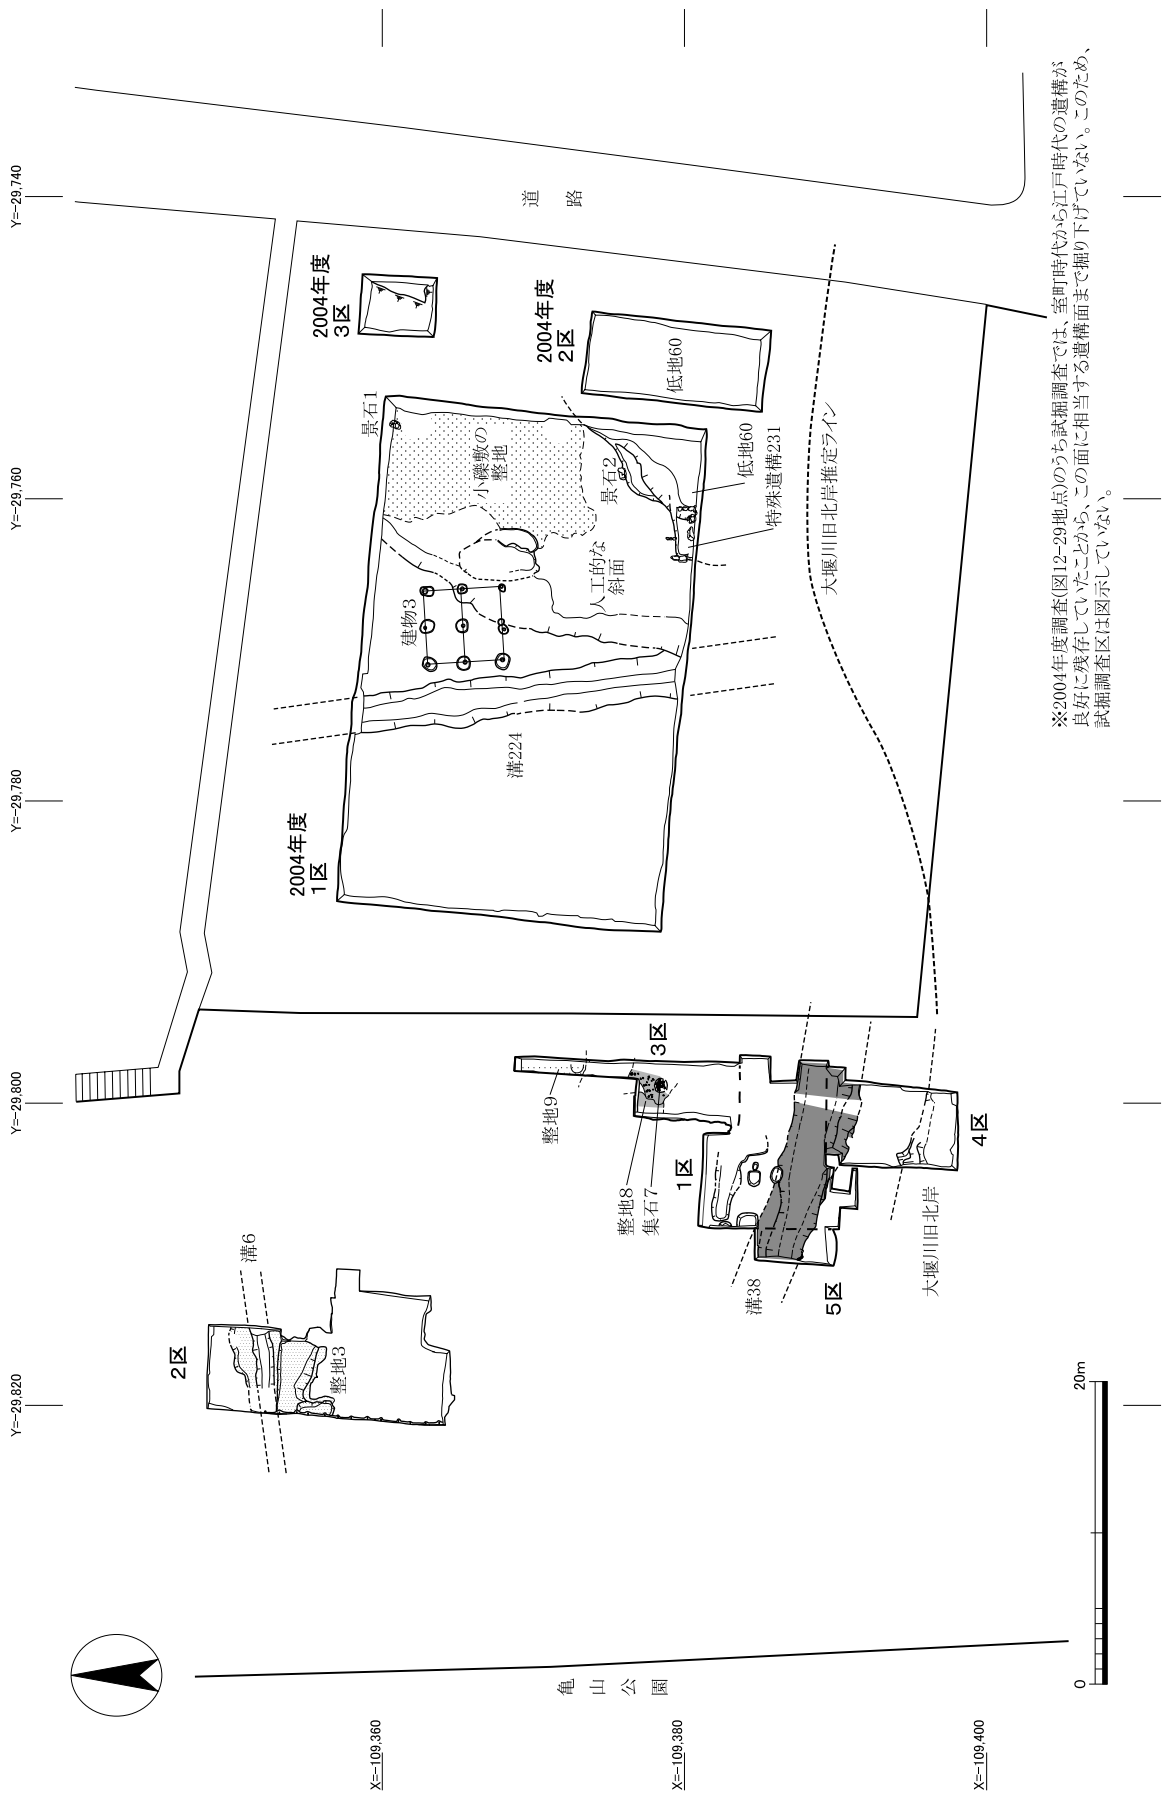 Y=-29,740
Y=-29,760
Y=-29,780
Y=-29,800
Y=-29,820
X=-109,360
X=-109,380
X=-109,400
道路
2004年度
3区
2004年度
2区
低地60
景石1
小礫敷の
整地
景石2
低地60
特殊遺構231
人工的な
斜面
建物3
溝224
2004年度
1区
大堰川旧北岸推定ライン
3区
整地9
整地8
集石7
1区
4区
大堰川旧北岸
溝38
5区
溝6
2区
整地3
亀山公園
0
20m
※2004年度調査(図12-29地点)のうち試掘調査では、室町時代から江戸時代の遺構が
良好に残存していたことから、この面に相当する遺構面まで掘り下げていない。このため、
試掘調査区は図示していない。